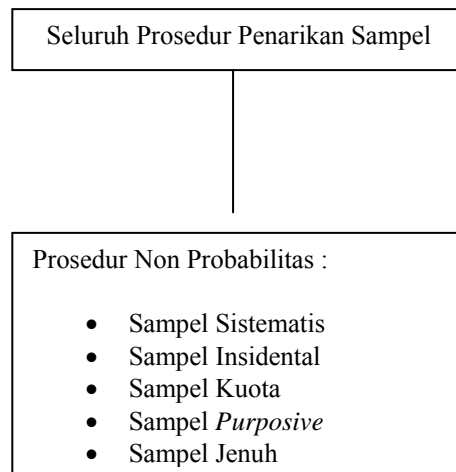 Seluruh Prosedur Penarikan Sampel
Prosedur Non Probabilitas :
• Sampel Sistematis
• Sampel Insidental
• Sampel Kuota
• Sampel Purposive
• Sampel Jenuh